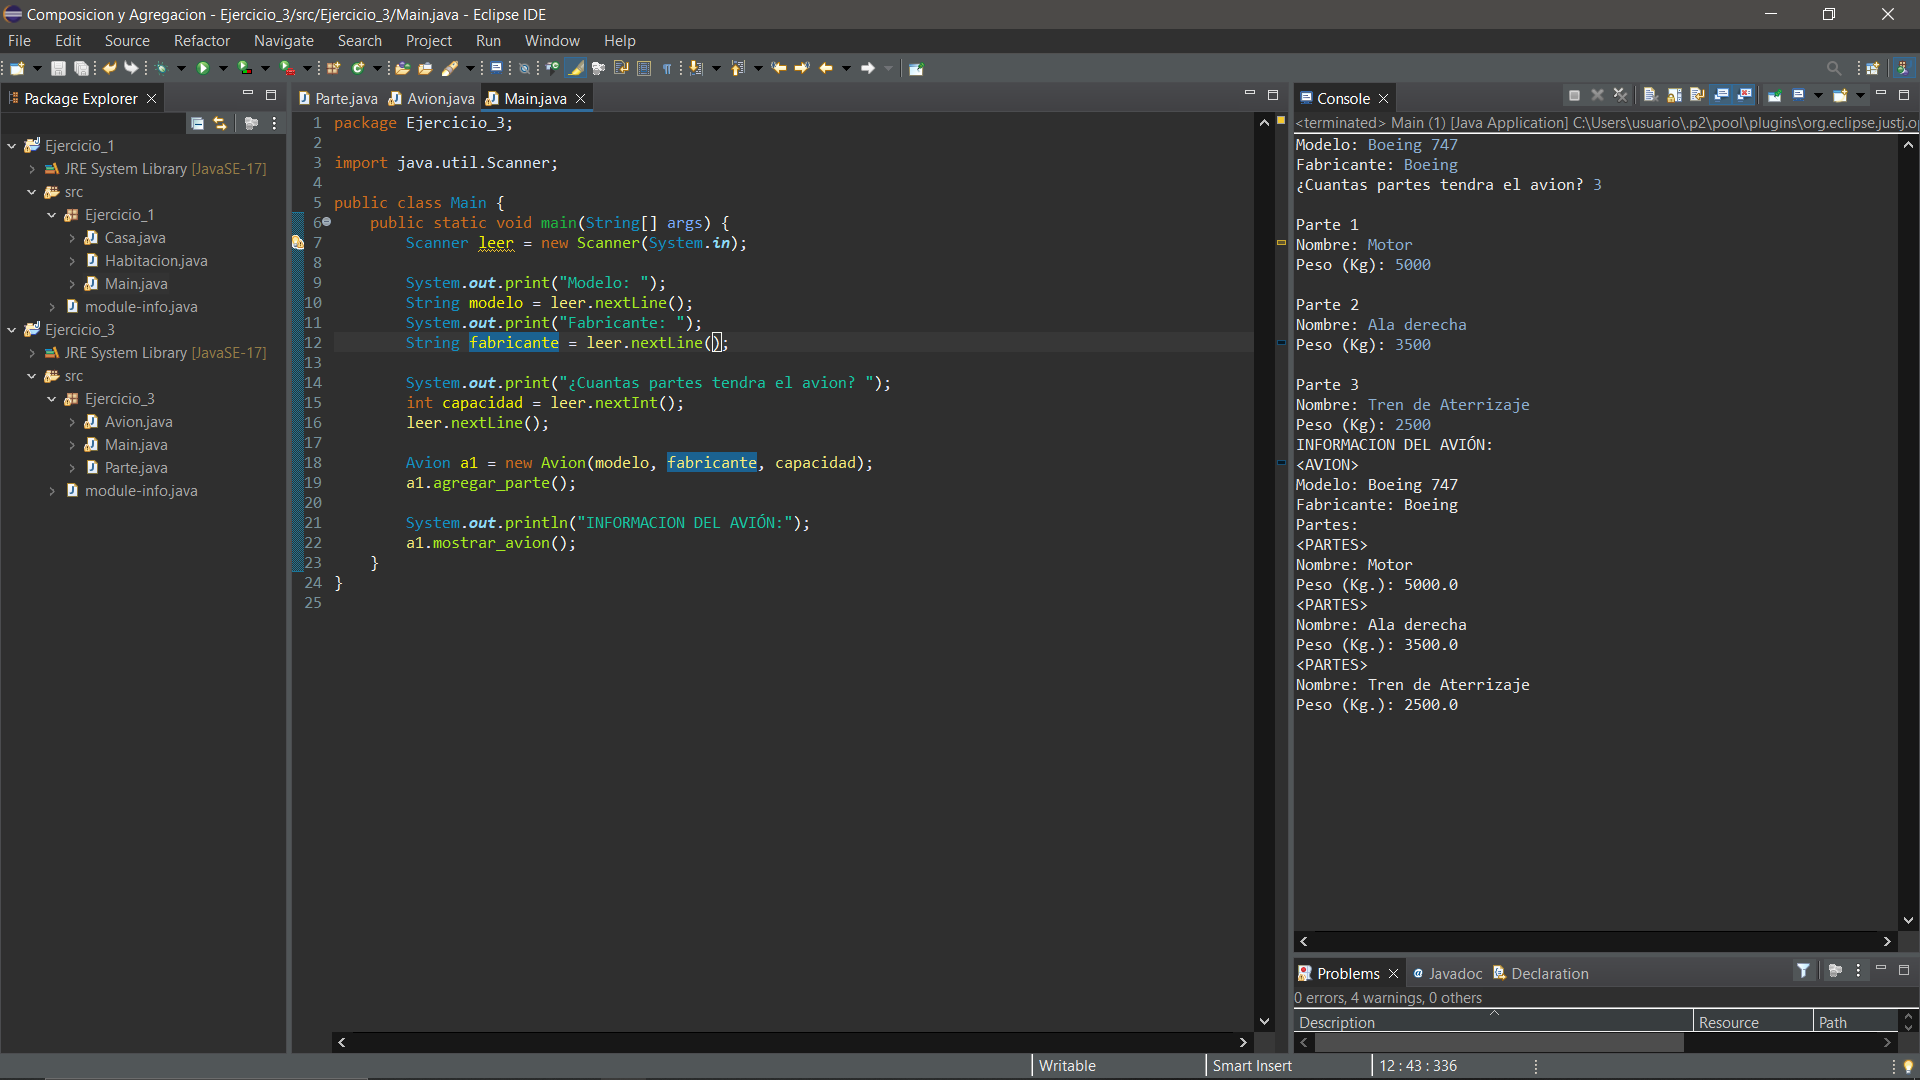 Composicion y Agregacion - Ejercicio_3/src/Ejercicio_3/Main.java - Eclipse IDE
File Edit Source Refactor Navigate Search Project Run Window Help
Package Explorer
Ejercicio_1
JRE System Library [JavaSE-17]
src
Ejercicio_1
Casa.java
Habitacion.java
Main.java
module-info.java
Ejercicio_3
JRE System Library [JavaSE-17]
src
Ejercicio_3
Avion.java
Main.java
Parte.java
module-info.java
Parte.java Avion.java Main.java
1 package Ejercicio_3;
2
3 import java.util.Scanner;
4
5 public class Main {
6 public static void main(String[] args) {
7 Scanner leer = new Scanner(System.in);
8
9 System.out.print("Modelo: ");
10 String modelo = leer.nextLine();
11 System.out.print("Fabricante: ");
12 String fabricante = leer.nextLine();
13
14 System.out.print("¿Cuantas partes tendra el avion? ");
15 int capacidad = leer.nextInt();
16 leer.nextLine();
17
18 Avion a1 = new Avion(modelo, fabricante, capacidad);
19 a1.agregar_parte();
20
21 System.out.println("INFORMACION DEL AVIÓN:");
22 a1.mostrar_avion();
23 }
24 }
25
Console
<terminated> Main (1) [Java Application] C:\Users\usuario\.p2\pool\plugins\org.eclipse.justj.o
Modelo: Boeing 747
Fabricante: Boeing
¿Cuantas partes tendra el avion? 3
Parte 1
Nombre: Motor
Peso (Kg): 5000
Parte 2
Nombre: Ala derecha
Peso (Kg): 3500
Parte 3
Nombre: Tren de Aterrizaje
Peso (Kg): 2500
INFORMACION DEL AVIÓN:
<AVION>
Modelo: Boeing 747
Fabricante: Boeing
Partes:
<PARTES>
Nombre: Motor
Peso (Kg.): 5000.0
<PARTES>
Nombre: Ala derecha
Peso (Kg.): 3500.0
<PARTES>
Nombre: Tren de Aterrizaje
Peso (Kg.): 2500.0
Problems Javadoc Declaration
0 errors, 4 warnings, 0 others
Description Resource Path
Writable Smart Insert 12 : 43 : 336